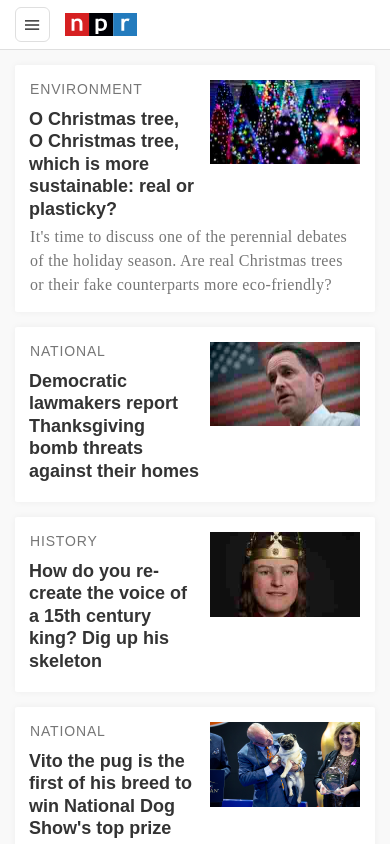 npr
ENVIRONMENT
O Christmas tree,
O Christmas tree,
which is more
sustainable: real or
plasticky?
It's time to discuss one of the perennial debates
of the holiday season. Are real Christmas trees
or their fake counterparts more eco-friendly?
NATIONAL
Democratic
lawmakers report
Thanksgiving
bomb threats
against their homes
HISTORY
How do you re-
create the voice of
a 15th century
king? Dig up his
skeleton
NATIONAL
Vito the pug is the
first of his breed to
win National Dog
Show's top prize